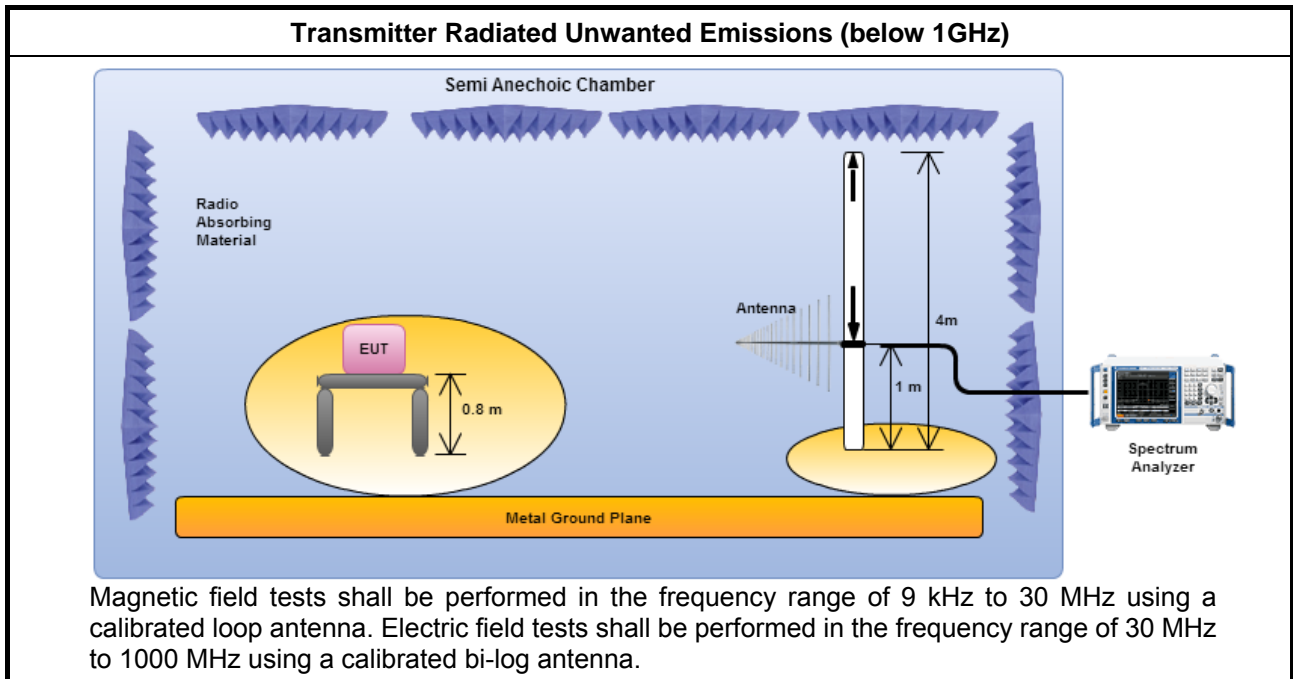 Transmitter Radiated Unwanted Emissions (below 1GHz)
Semi Anechoic Chamber
Radio
Absorbing
Material
Antenna
4m
EUT
1 m
0.8 m
Spectrum
Analyzer
Metal Ground Plane
Magnetic field tests shall be performed in the frequency range of 9 kHz to 30 MHz using a
calibrated loop antenna. Electric field tests shall be performed in the frequency range of 30 MHz
to 1000 MHz using a calibrated bi-log antenna.